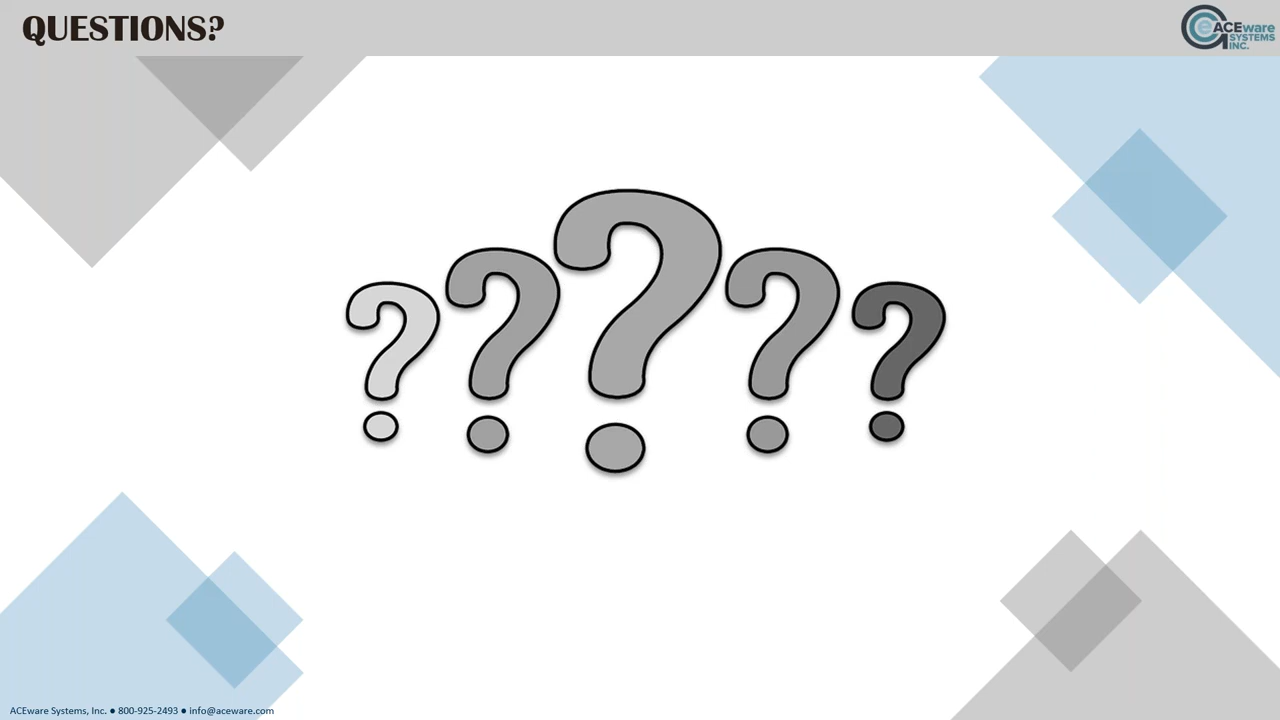 QUESTIONS?
ACEware
SYSTEMS
INC.
? ? ? ? ?
ACEware Systems, Inc. ● 800-925-2493 ● info@aceware.com